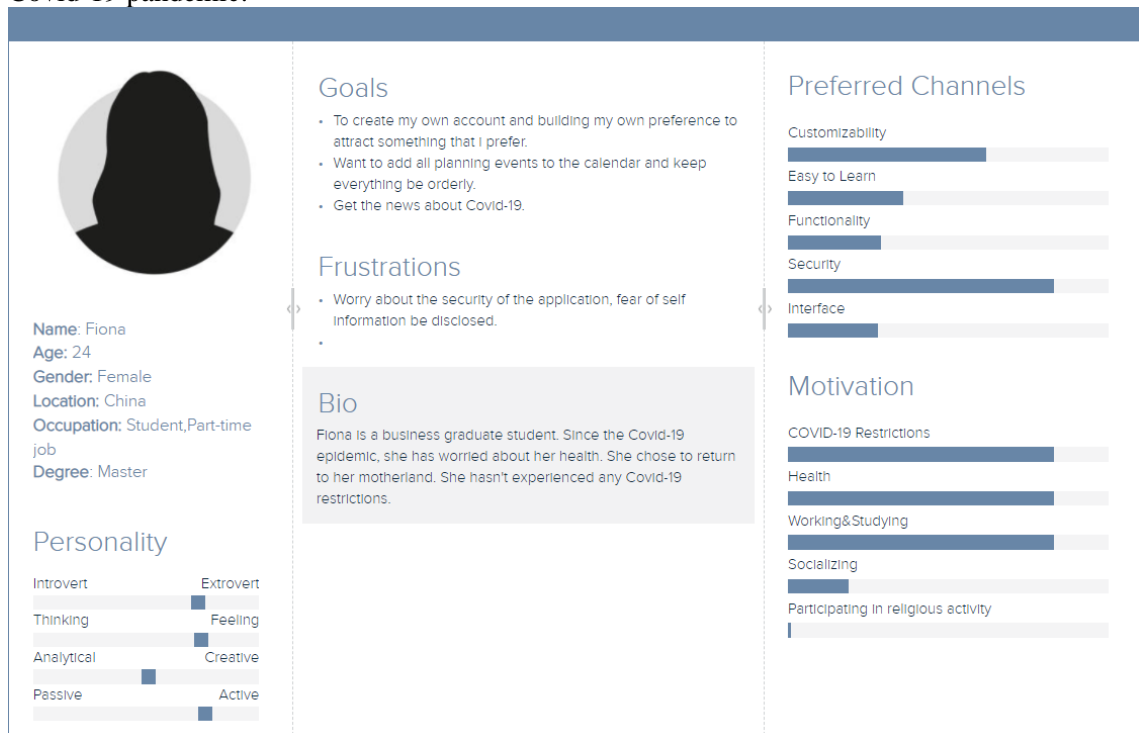 Covid-19 pandemic.
Name: Fiona
Age: 24
Gender: Female
Location: China
Occupation: Student,Part-time
job
Degree: Master
Personality
Introvert Extrovert
Thinking Feeling
Analytical Creative
Passive Active
Goals
• To create my own account and building my own preference to
attract something that I prefer.
• Want to add all planning events to the calendar and keep
everything be orderly.
• Get the news about Covid-19.
Frustrations
• Worry about the security of the application, fear of self
information be disclosed.
•
Bio
Fiona is a business graduate student. Since the Covid-19
epidemic, she has worried about her health. She chose to return
to her motherland. She hasn't experienced any Covid-19
restrictions.
Preferred Channels
Customizability
Easy to Learn
Functionality
Security
Interface
Motivation
COVID-19 Restrictions
Health
Working&Studying
Socializing
Participating in religious activity